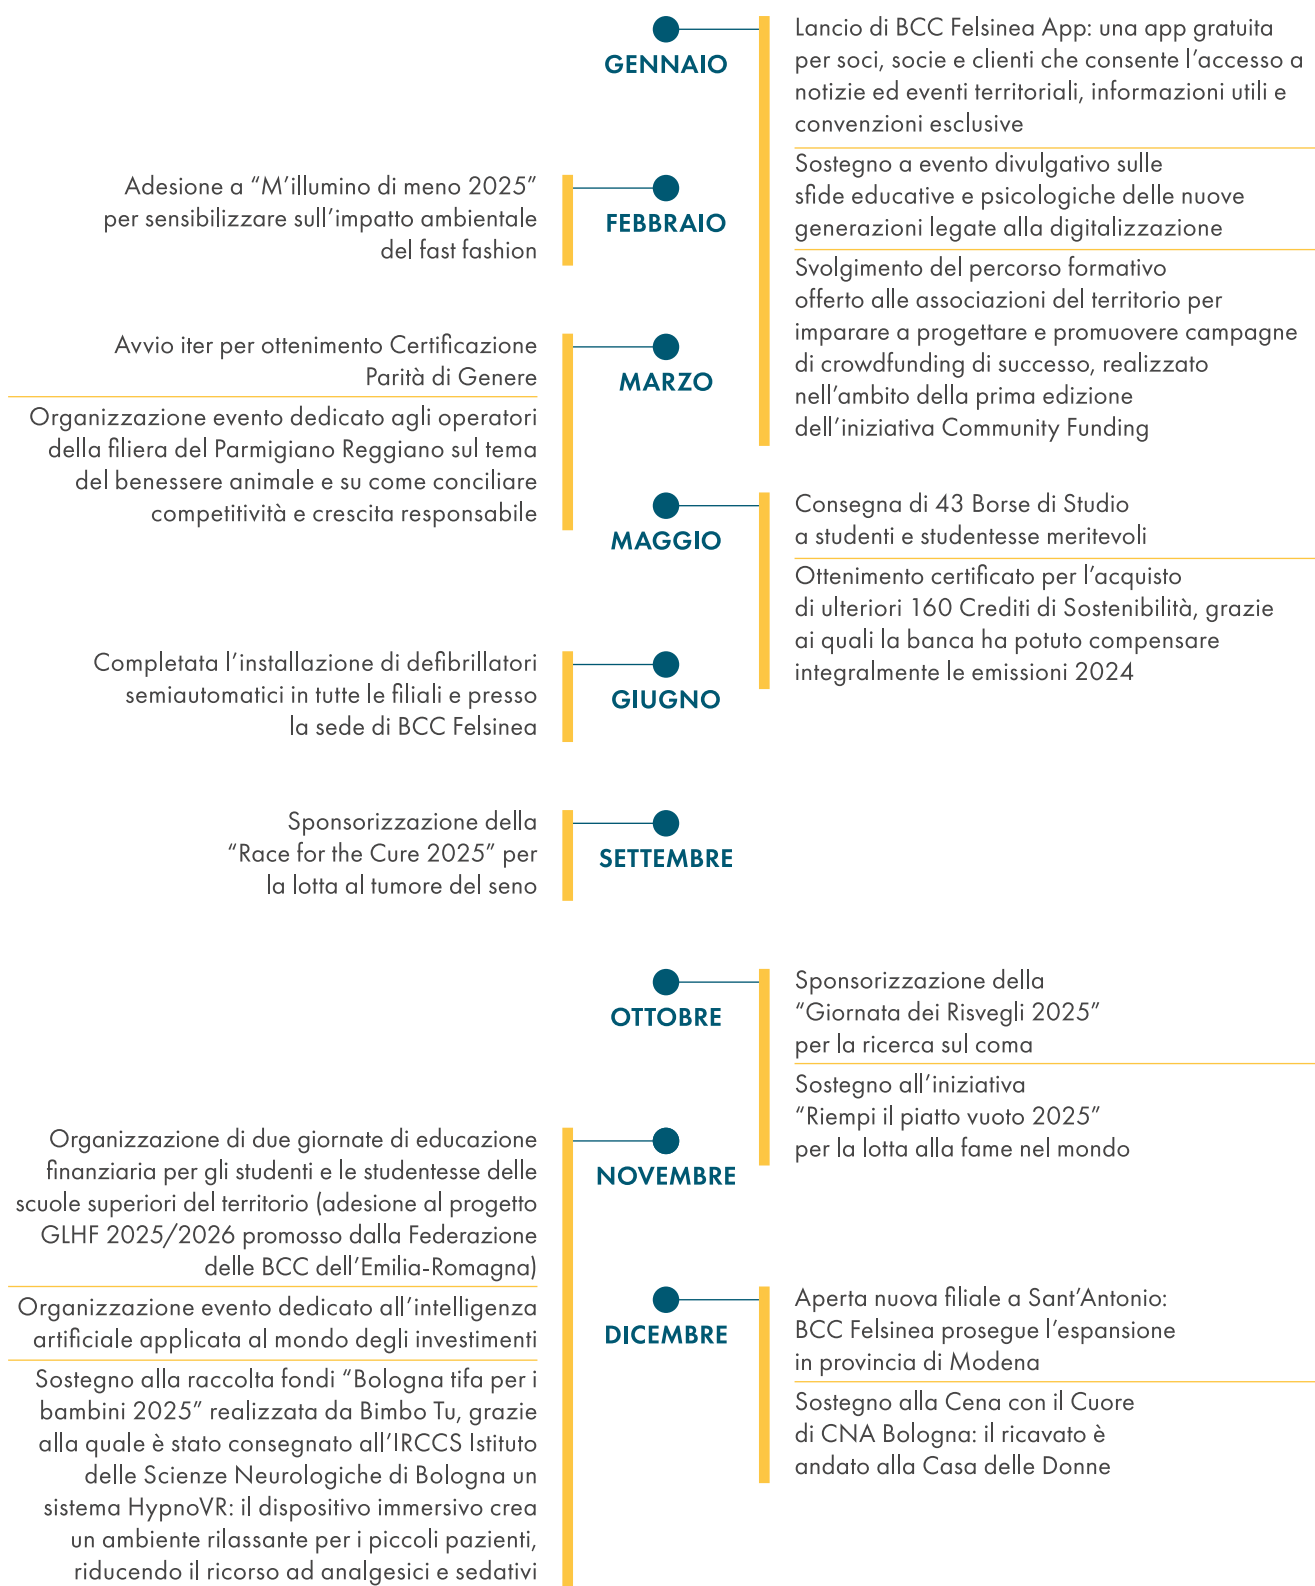 GENNAIO
Lancio di BCC Felsinea App: una app gratuita
per soci, socie e clienti che consente l’accesso a
notizie ed eventi territoriali, informazioni utili e
convenzioni esclusive
Sostegno a evento divulgativo sulle
sfide educative e psicologiche delle nuove
generazioni legate alla digitalizzazione
Svolgimento del percorso formativo
offerto alle associazioni del territorio per
imparare a progettare e promuovere campagne
di crowdfunding di successo, realizzato
nell’ambito della prima edizione
dell’iniziativa Community Funding
FEBBRAIO
Adesione a “M’illumino di meno 2025”
per sensibilizzare sull’impatto ambientale
del fast fashion
MARZO
Avvio iter per ottenimento Certificazione
Parità di Genere
Organizzazione evento dedicato agli operatori
della filiera del Parmigiano Reggiano sul tema
del benessere animale e su come conciliare
competitività e crescita responsabile
MAGGIO
Consegna di 43 Borse di Studio
a studenti e studentesse meritevoli
Ottenimento certificato per l’acquisto
di ulteriori 160 Crediti di Sostenibilità, grazie
ai quali la banca ha potuto compensare
integralmente le emissioni 2024
GIUGNO
Completata l’installazione di defibrillatori
semiautomatici in tutte le filiali e presso
la sede di BCC Felsinea
SETTEMBRE
Sponsorizzazione della
“Race for the Cure 2025” per
la lotta al tumore del seno
OTTOBRE
Sponsorizzazione della
“Giornata dei Risvegli 2025”
per la ricerca sul coma
Sostegno all’iniziativa
“Riempi il piatto vuoto 2025”
per la lotta alla fame nel mondo
NOVEMBRE
Organizzazione di due giornate di educazione
finanziaria per gli studenti e le studentesse delle
scuole superiori del territorio (adesione al progetto
GLHF 2025/2026 promosso dalla Federazione
delle BCC dell’Emilia-Romagna)
Organizzazione evento dedicato all’intelligenza
artificiale applicata al mondo degli investimenti
Sostegno alla raccolta fondi “Bologna tifa per i
bambini 2025” realizzata da Bimbo Tu, grazie
alla quale è stato consegnato all’IRCCS Istituto
delle Scienze Neurologiche di Bologna un
sistema HypnoVR: il dispositivo immersivo crea
un ambiente rilassante per i piccoli pazienti,
riducendo il ricorso ad analgesici e sedativi
DICEMBRE
Aperta nuova filiale a Sant’Antonio:
BCC Felsinea prosegue l’espansione
in provincia di Modena
Sostegno alla Cena con il Cuore
di CNA Bologna: il ricavato è
andato alla Casa delle Donne